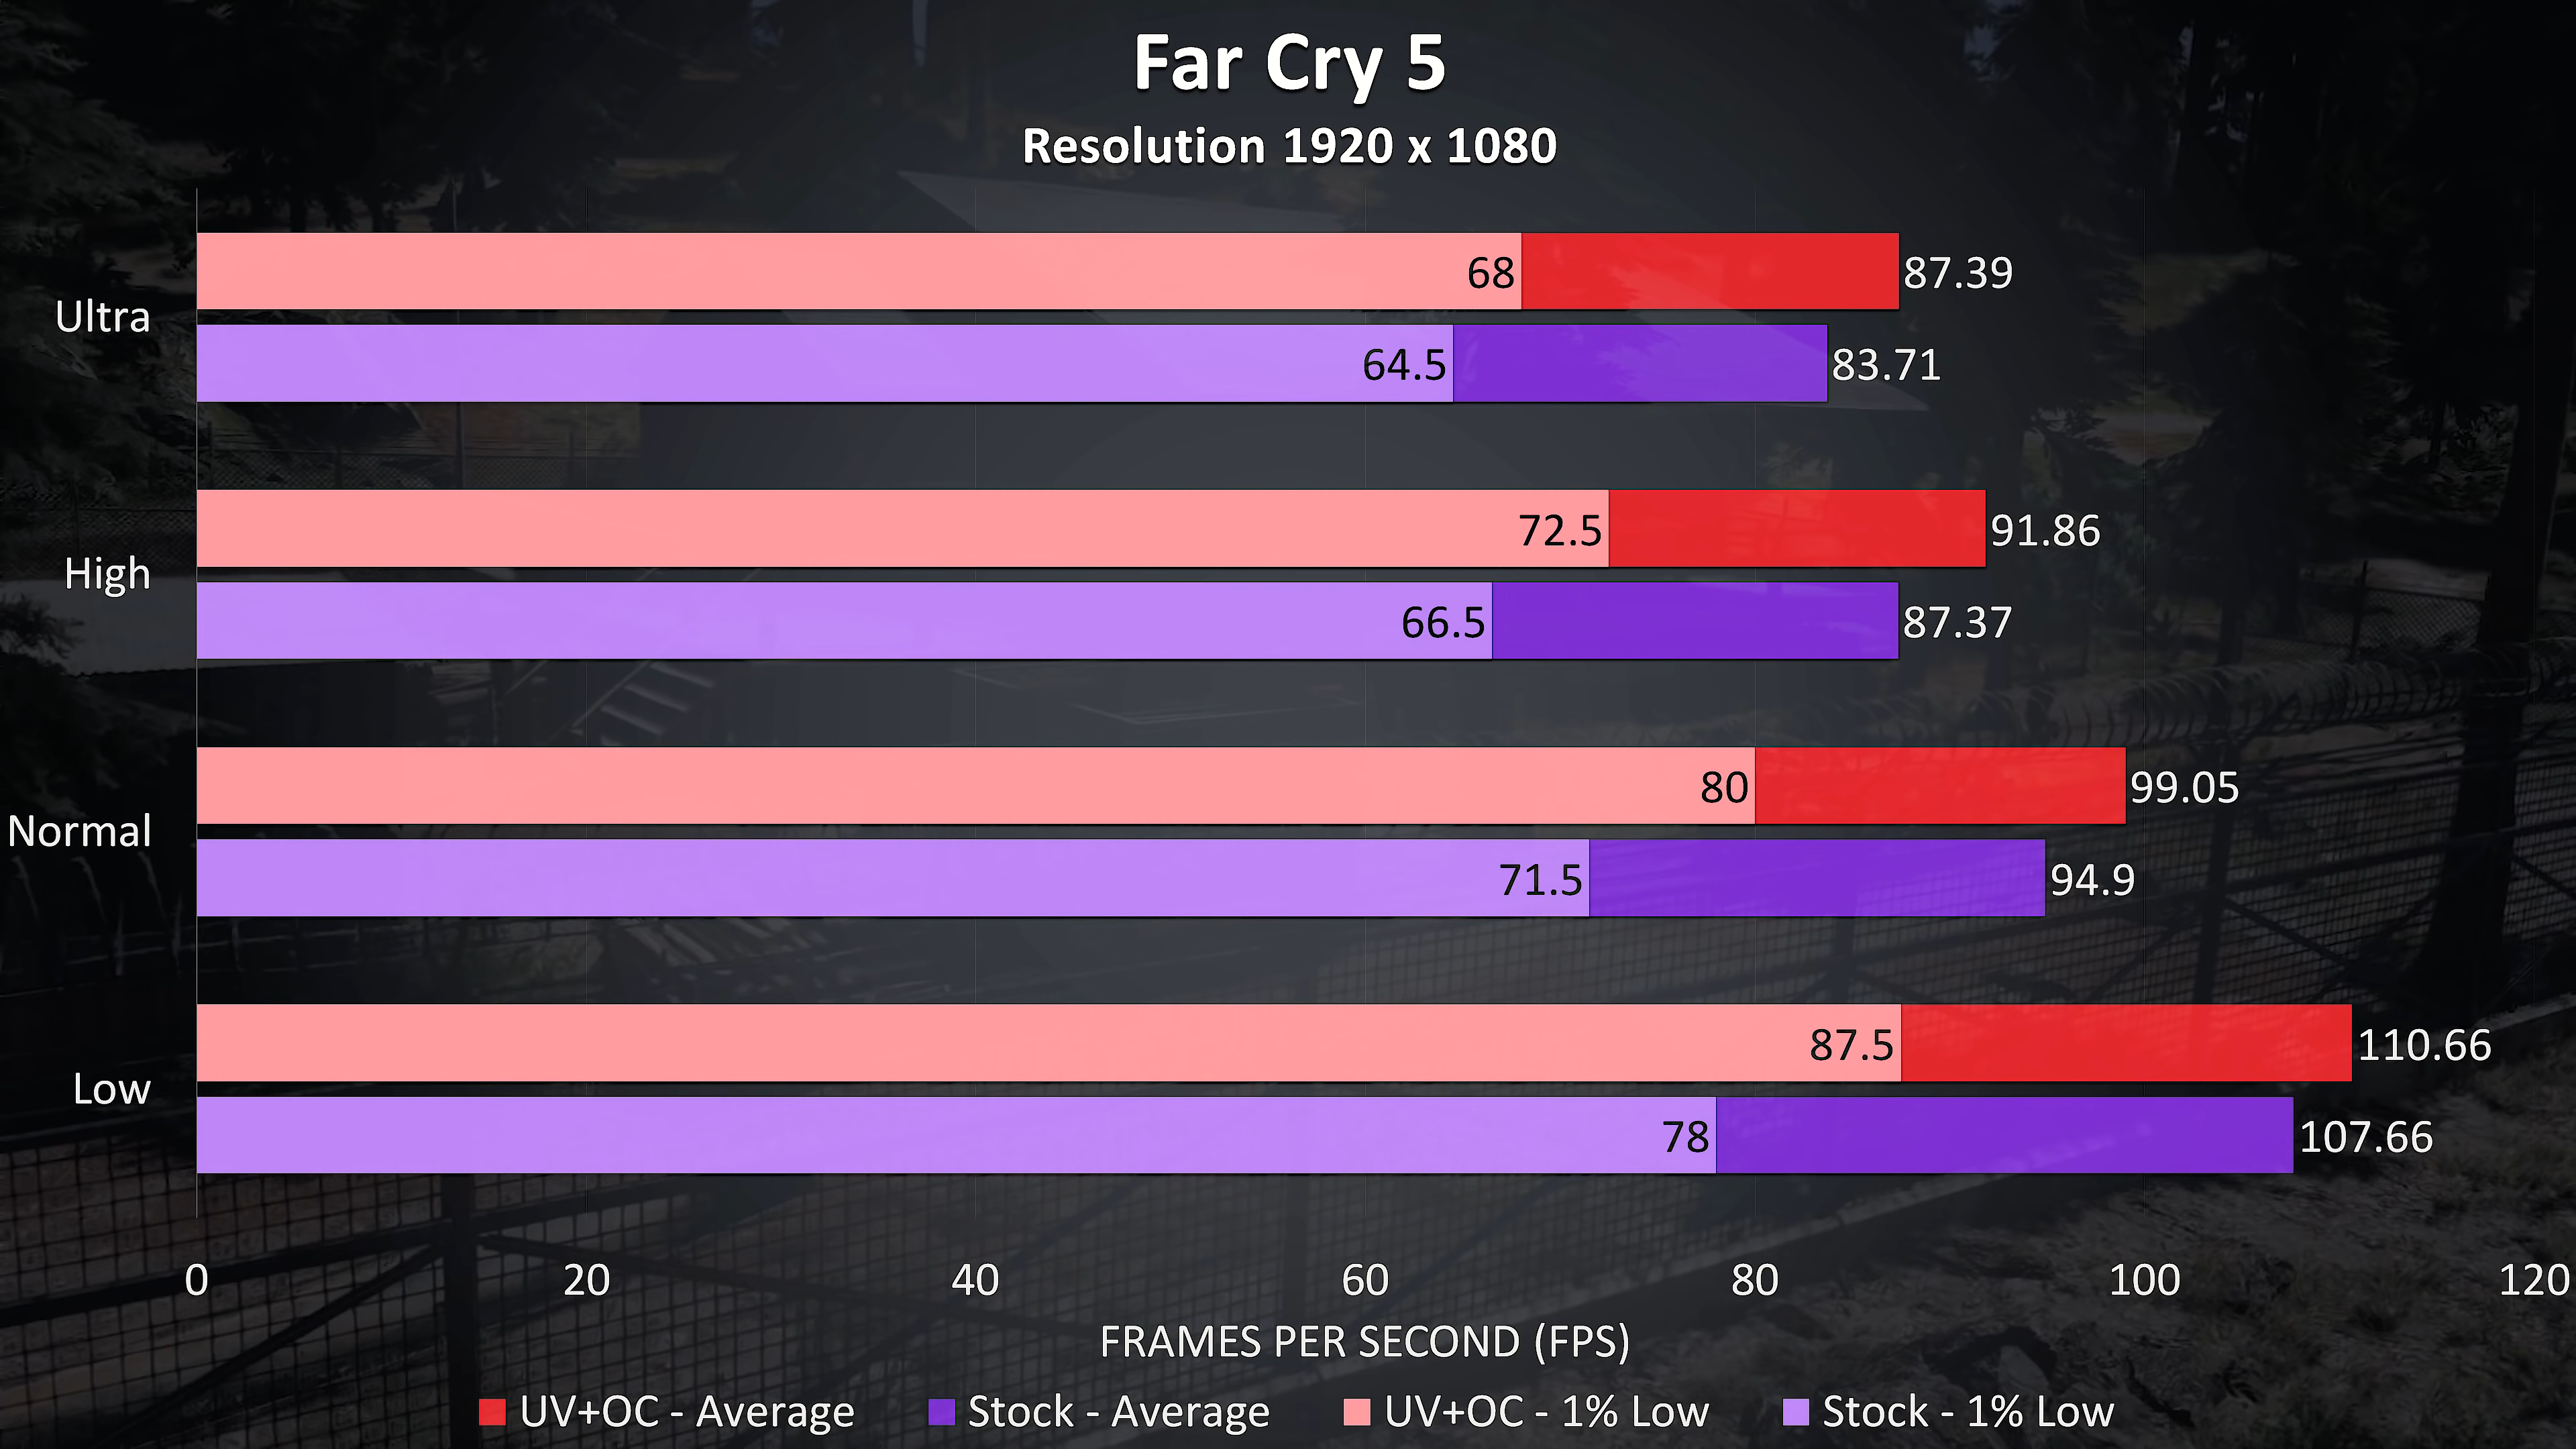 Far Cry 5
Resolution 1920 x 1080
Ultra
68
87.39
64.5
83.71
High
72.5
91.86
66.5
87.37
Normal
80
99.05
71.5
94.9
Low
87.5
110.66
78
107.66
0 20 40 60 80 100 120
FRAMES PER SECOND (FPS)
UV+OC - Average Stock - Average UV+OC - 1% Low Stock - 1% Low